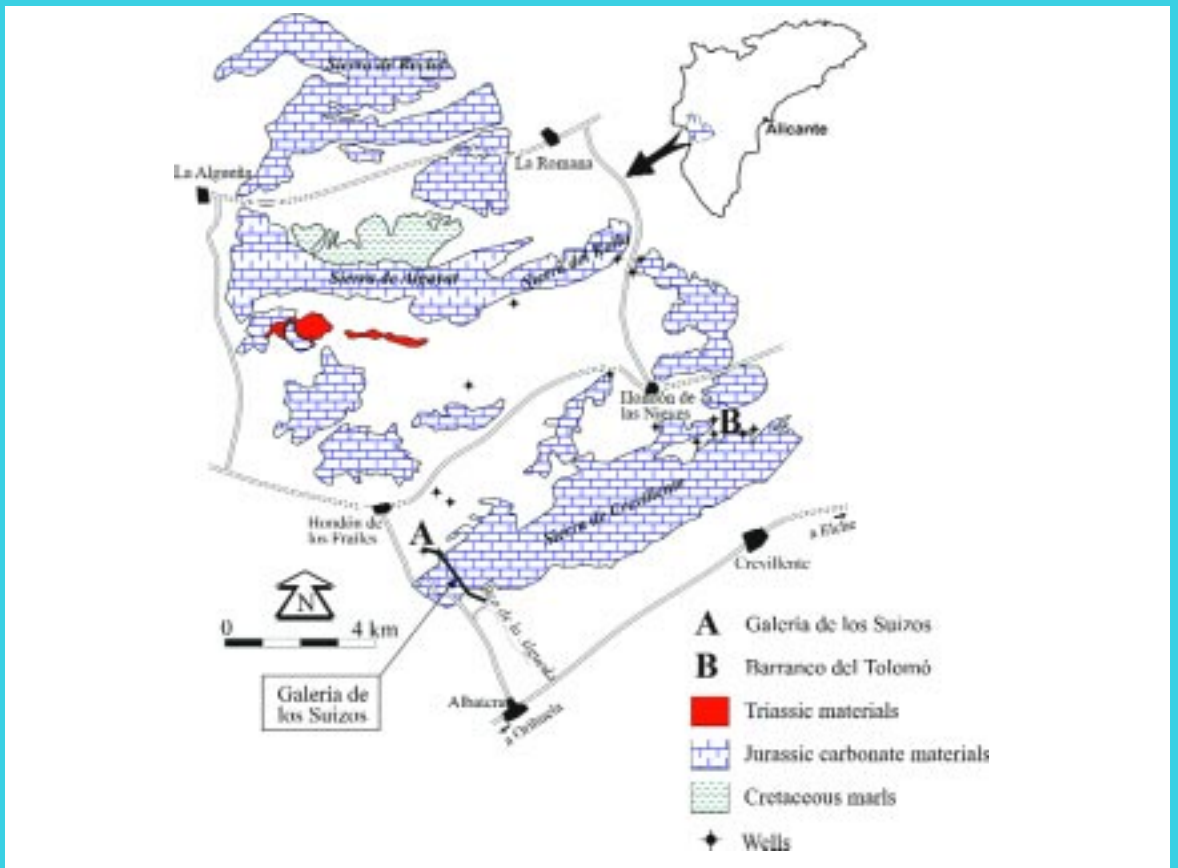 Sierra de Reclot
Alicante
La Romana
La Algueña
Sierra del Rollo
Sierra de Algayat
Hondón de
las Nieves
B
Sierra de Crevillente
Hondón de
los Frailes
A
a Elche
Crevillente
N
0 4 km
Galería de
los Suizos
Albatera
a Orihuela
A Galería de los Suizos
B Barranco del Tolomó
Triassic materials
Jurassic carbonate materials
Cretaceous marls
Wells